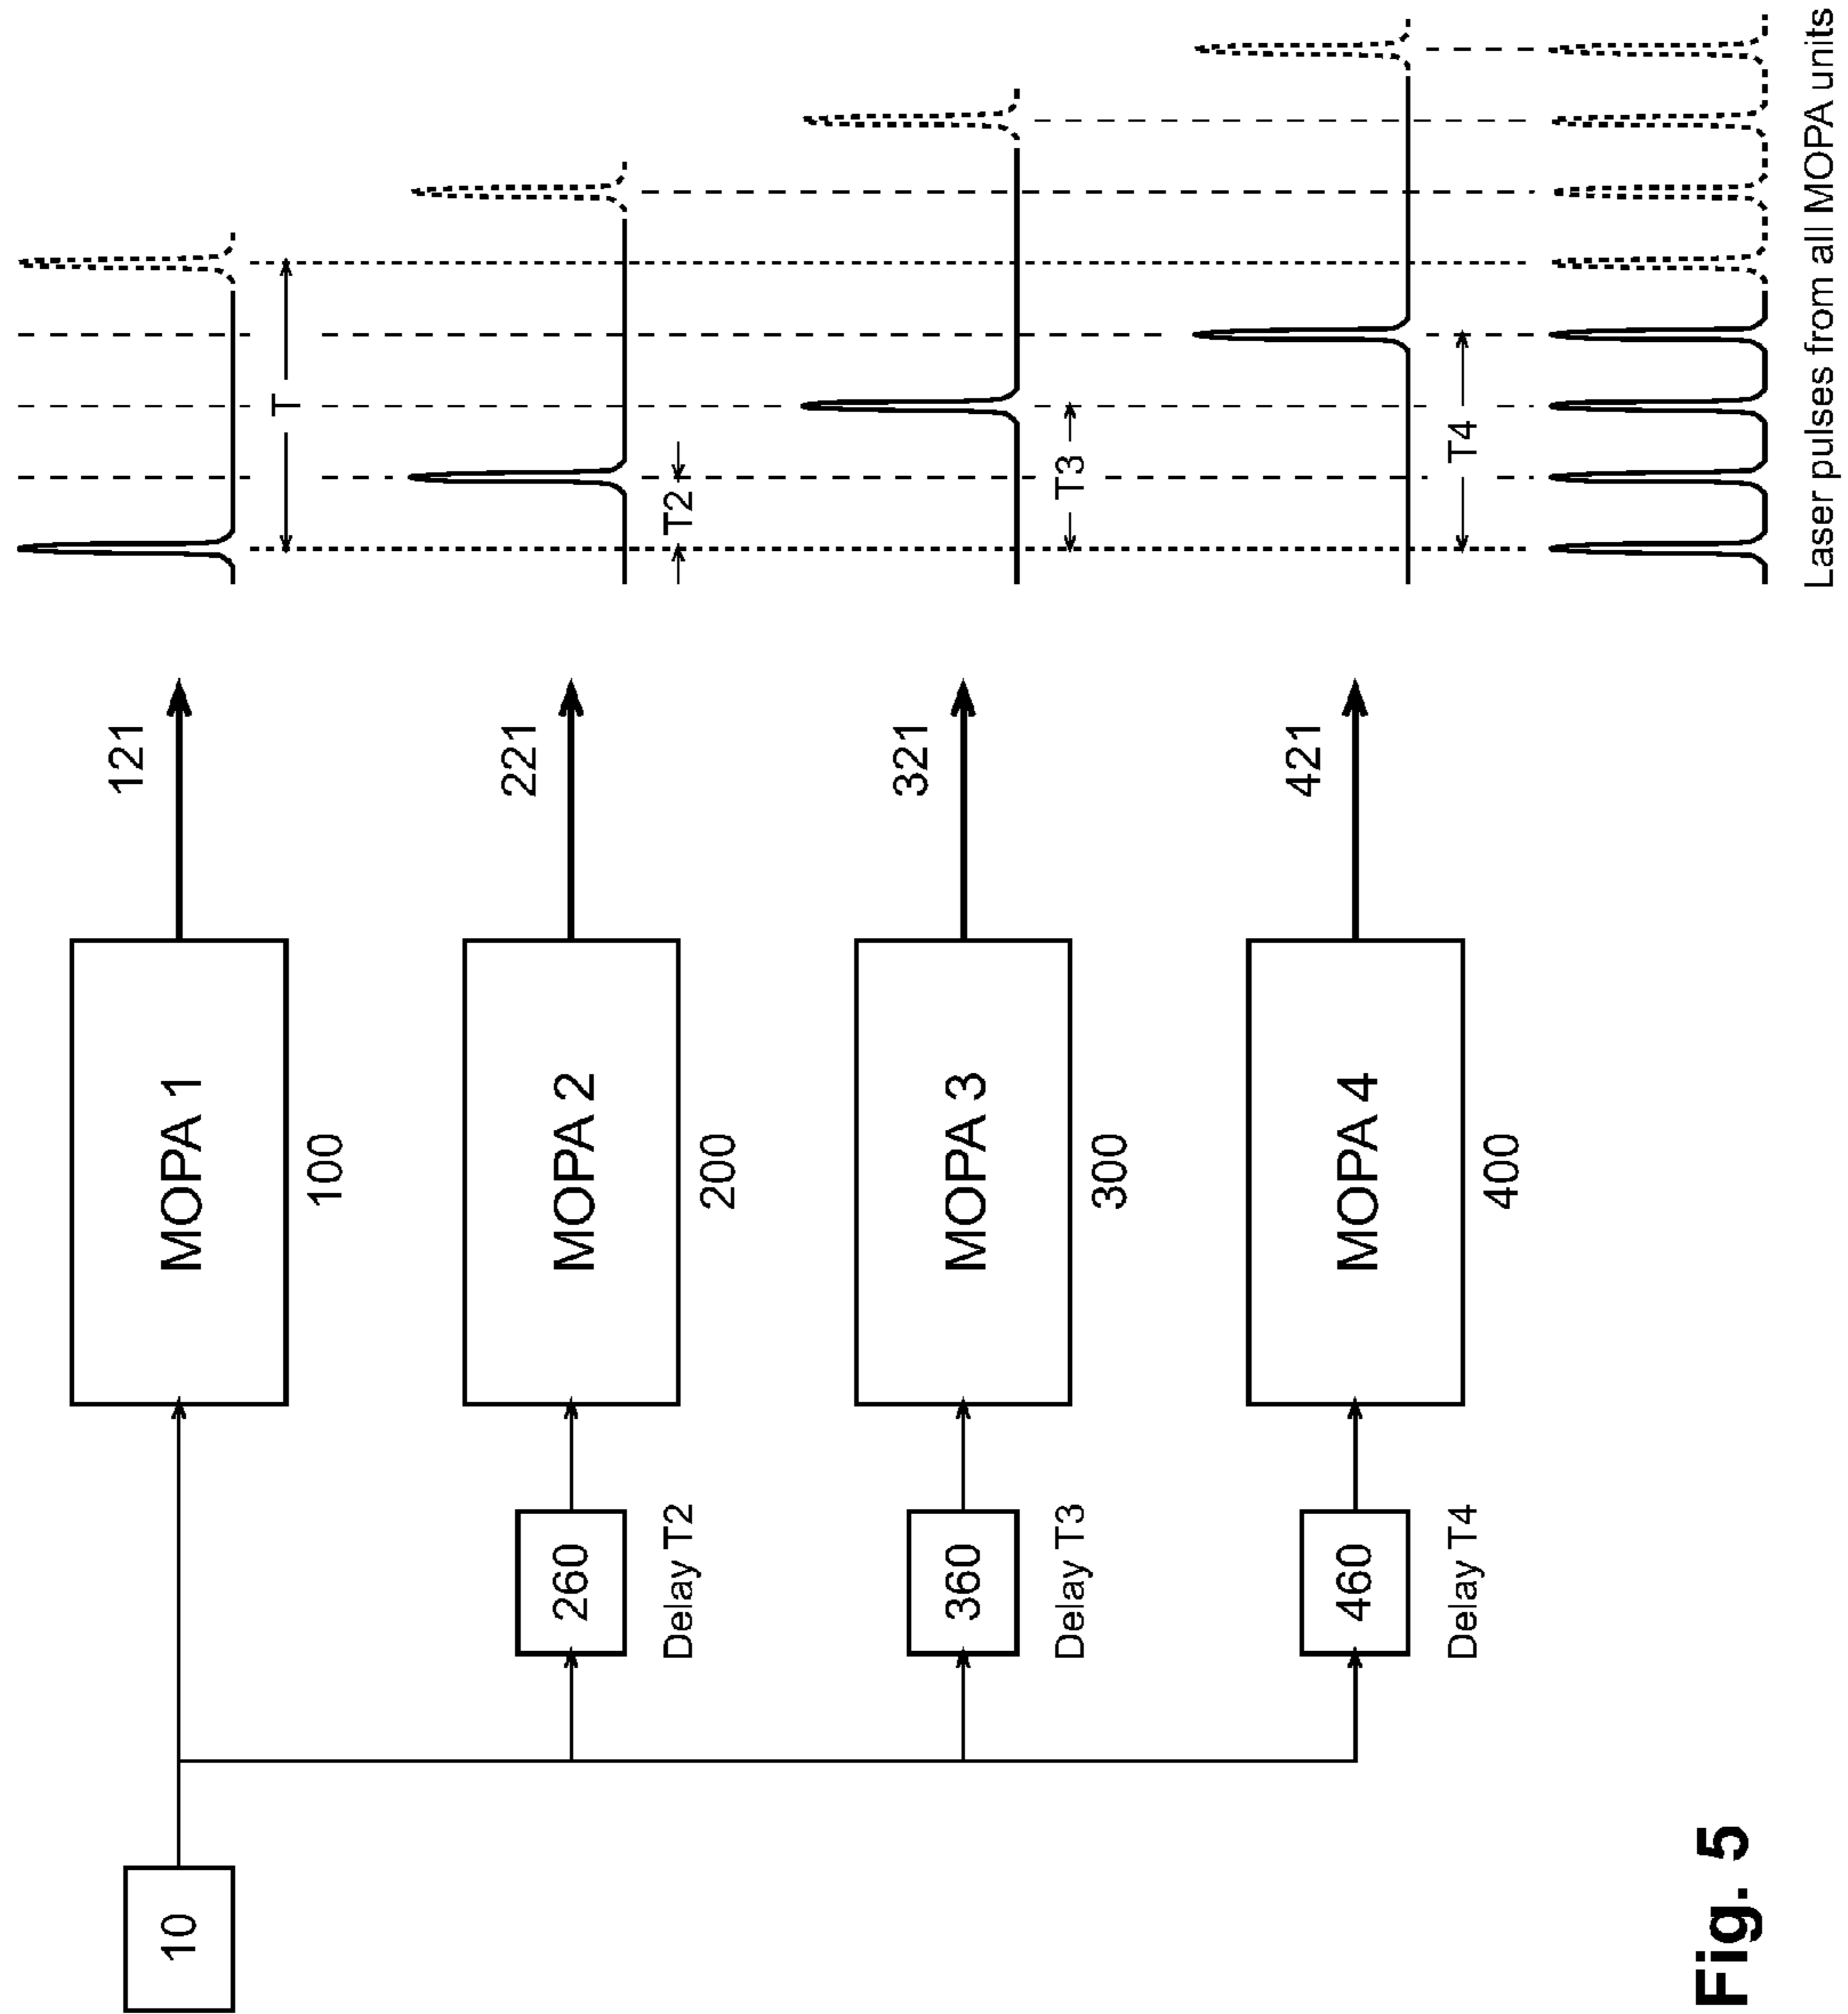 10
MOPA 1
100
121
T
260
Delay T2
MOPA 2
200
221
T2
360
Delay T3
MOPA 3
300
321
T3
460
Delay T4
MOPA 4
400
421
T4
Laser pulses from all MOPA units
Fig. 5